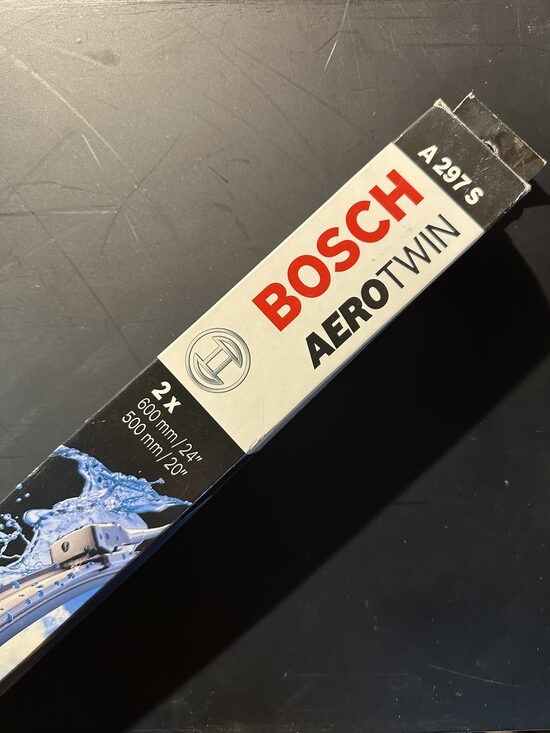 A 297 S
BOSCH
AEROTWIN
2 x
600 mm / 24"
500 mm / 20"